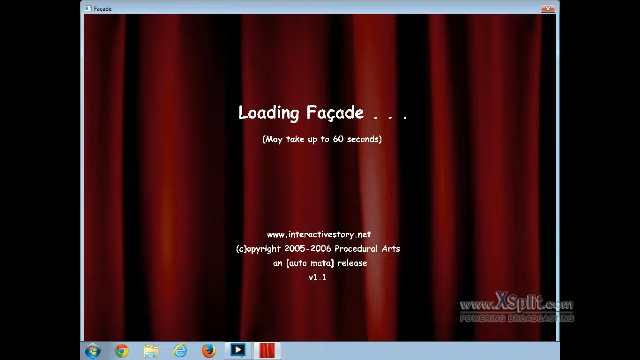 Façade
Loading Façade . . .
(May take up to 60 seconds)
www.interactivestory.net
(c)opyright 2005-2006 Procedural Arts
an [auto mata] release
v1.1
www.XSplit.com
POWERING BROADCASTING